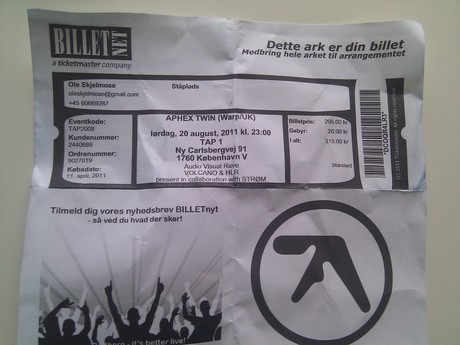 BILLET NET
a ticketmaster company
Dette ark er din billet
Medbring hele arket til arrangementet
Ole Skjelmose
oleskjelmose@gmail.com
+45 60669287
Ståplads
Eventkode:
TAP2008
Kundenummer:
2440686
Ordrenummer:
9027019
Købsdato:
11. april, 2011
APHEX TWIN (Warp/UK)
lørdag, 20 august, 2011 kl. 23:00
TAP 1
Ny Carlsbergvej 91
1760 København V
Audio Visual Rave
VOLCANO & HLR
present in collaboration with STRØM
Billetpris: 295.00 kr
Gebyr: 20.00 kr
I alt: 315.00 kr
Standard
Tilmeld dig vores nyhedsbrev BILLETnyt
- så ved du hvad der sker!
- it's better live!